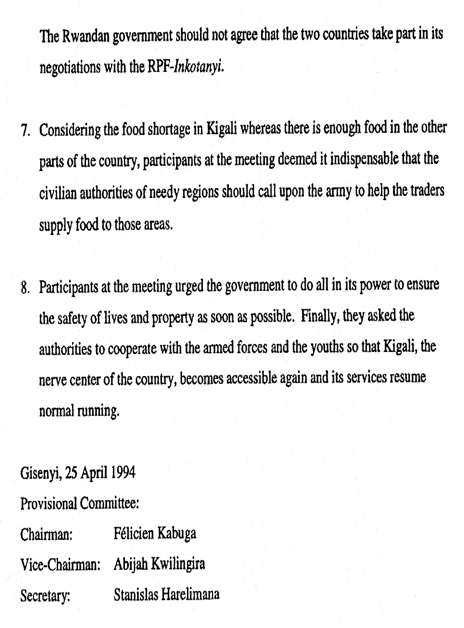 The Rwandan government should not agree that the two countries take part in its
negotiations with the RPF-Inkotanyi.
7. Considering the food shortage in Kigali whereas there is enough food in the other
parts of the country, participants at the meeting deemed it indispensable that the
civilian authorities of needy regions should call upon the army to help the traders
supply food to those areas.
8. Participants at the meeting urged the government to do all in its power to ensure
the safety of lives and property as soon as possible. Finally, they asked the
authorities to cooperate with the armed forces and the youths so that Kigali, the
nerve center of the country, becomes accessible again and its services resume
normal running.
Gisenyi, 25 April 1994
Provisional Committee:
Chairman: Félicien Kabuga
Vice-Chairman: Abijah Kwilingira
Secretary: Stanislas Harelimana